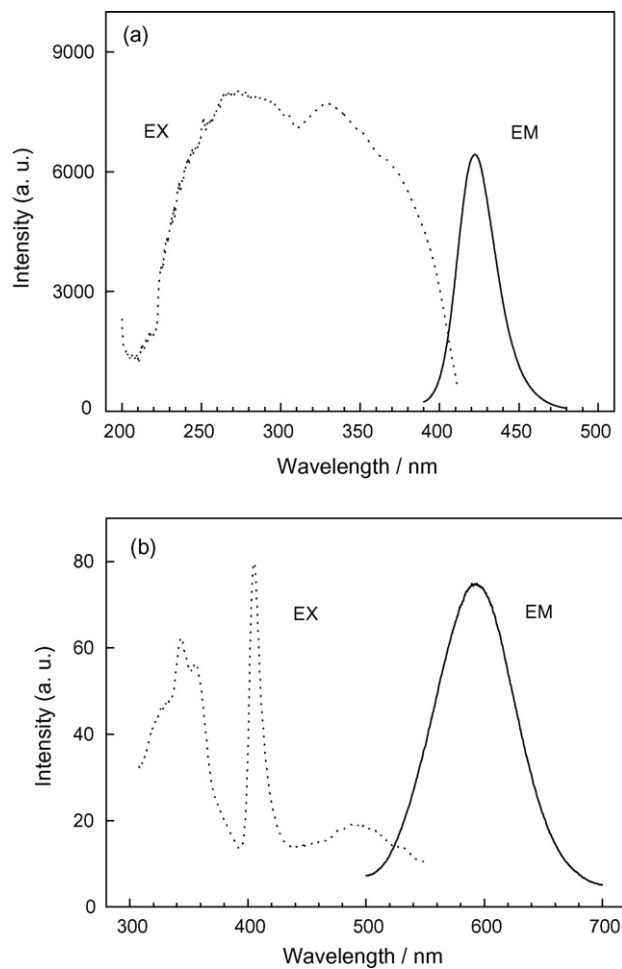 (a)
9000
EX
EM
6000
Intensity (a. u.)
3000
0
200 250 300 350 400 450 500
Wavelength / nm
(b)
80
EX
EM
60
Intensity (a. u.)
40
20
0
300 400 500 600 700
Wavelength / nm